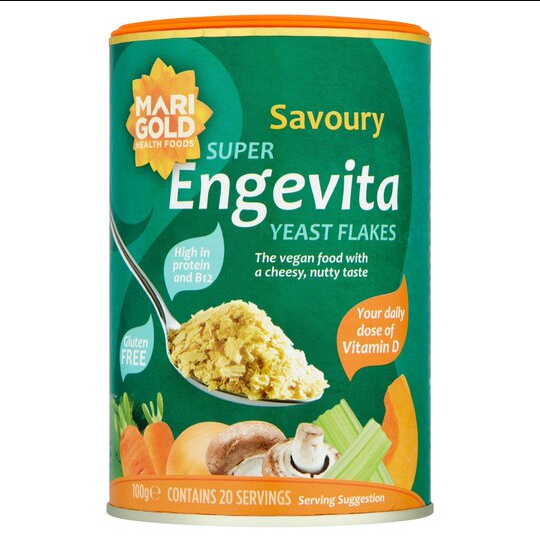 MARI
GOLD
HEALTH FOODS
Savoury
SUPER
Engevita
YEAST FLAKES
High in
protein
and B12
The vegan food with
a cheesy, nutty taste
Your daily
dose of
Vitamin D
Gluten
FREE
100g℮ CONTAINS 20 SERVINGS Serving Suggestion